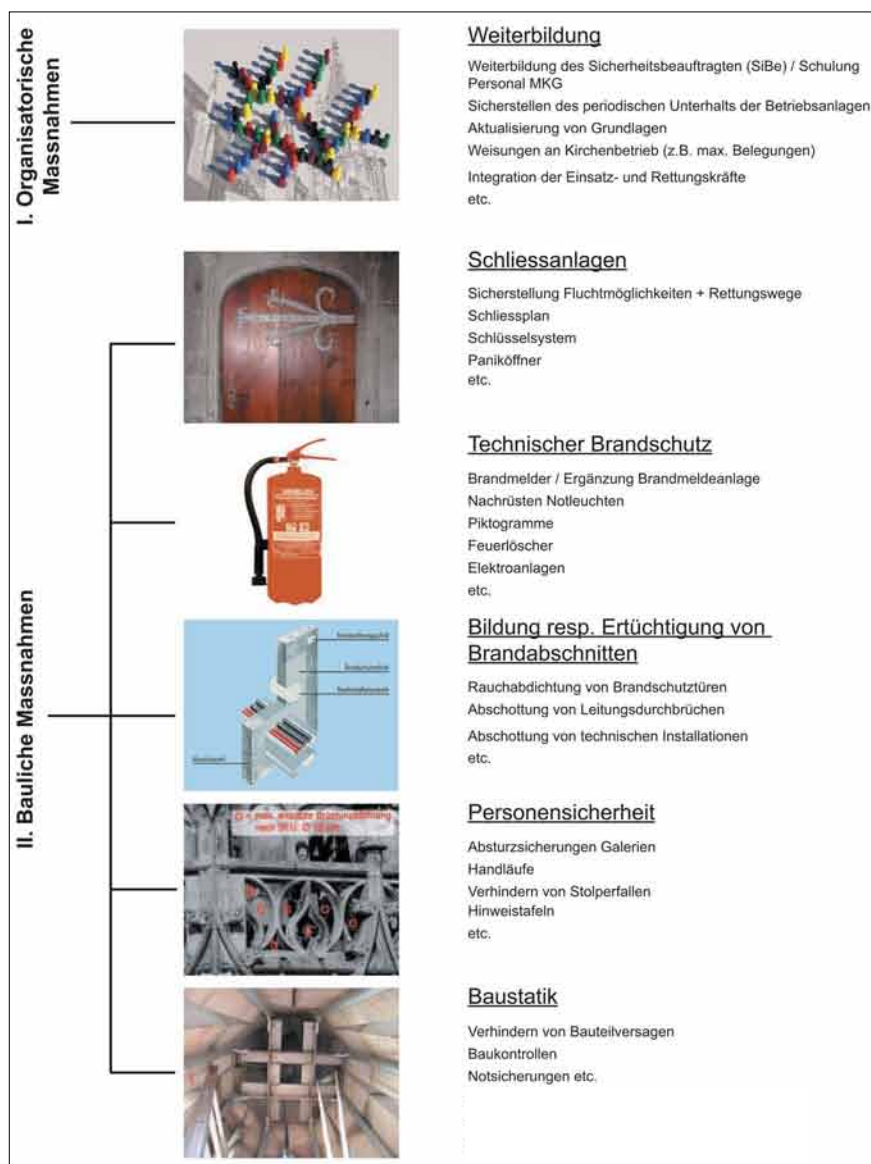 I. Organisatorische
Massnahmen
Weiterbildung
Weiterbildung des Sicherheitsbeauftragten (SiBe) / Schulung
Personal MKG
Sicherstellen des periodischen Unterhalts der Betriebsanlagen
Aktualisierung von Grundlagen
Weisungen an Kirchenbetrieb (z.B. max. Belegungen)
Integration der Einsatz- und Rettungskräfte
etc.
II. Bauliche Massnahmen
Schliessanlagen
Sicherstellung Fluchtmöglichkeiten + Rettungswege
Schliessplan
Schlüsselsystem
Paniköffner
etc.
Technischer Brandschutz
Brandmelder / Ergänzung Brandmeldeanlage
Nachrüsten Notleuchten
Piktogramme
Feuerlöscher
Elektroanlagen
etc.
Bildung resp. Ertüchtigung von
Brandabschnitten
Rauchabdichtung von Brandschutztüren
Abschottung von Leitungsdurchbrüchen
Abschottung von technischen Installationen
etc.
= max. erlaubte Brüstungsöffnung
nach
Personensicherheit
Absturzsicherungen Galerien
Handläufe
Verhindern von Stolperfallen
Hinweistafeln
etc.
Baustatik
Verhindern von Bauteilversagen
Baukontrollen
Notsicherungen etc.